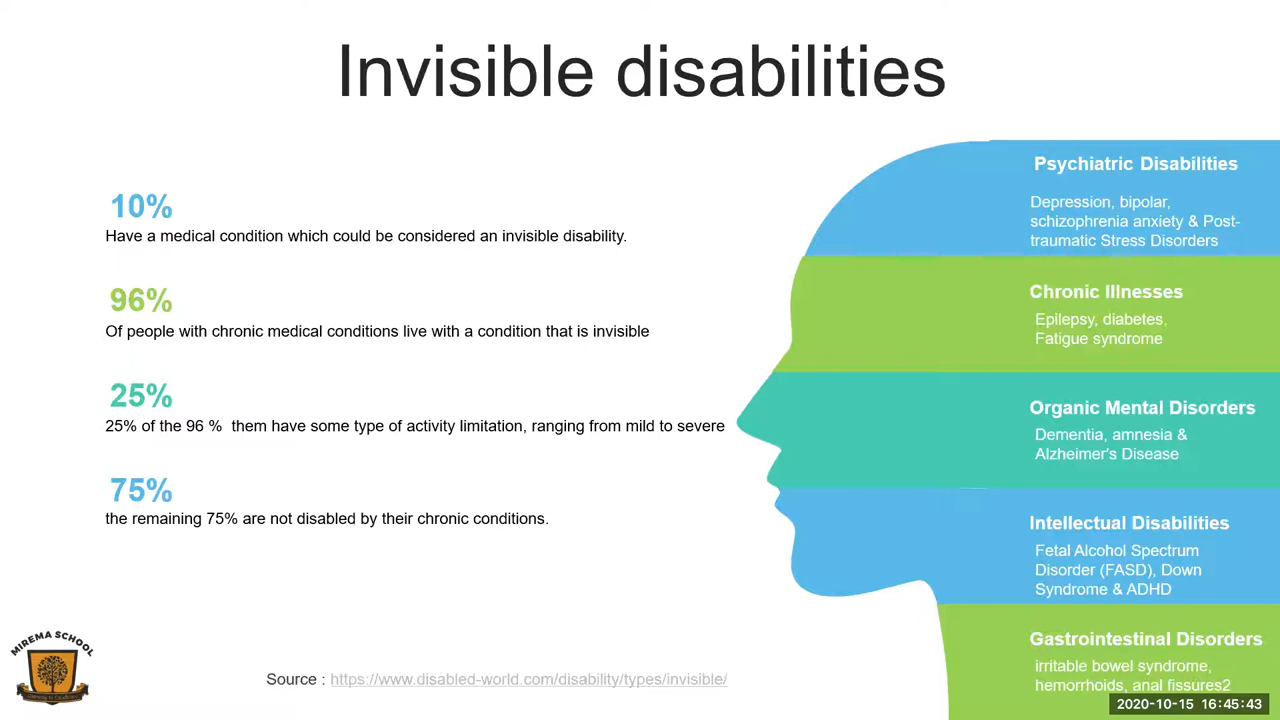 Invisible disabilities
10%
Have a medical condition which could be considered an invisible disability.
96%
Of people with chronic medical conditions live with a condition that is invisible
25%
25% of the 96 %  them have some type of activity limitation, ranging from mild to severe
75%
the remaining 75% are not disabled by their chronic conditions.
Psychiatric Disabilities
Depression, bipolar,
schizophrenia anxiety & Post-
traumatic Stress Disorders
Chronic Illnesses
Epilepsy, diabetes,
Fatigue syndrome
Organic Mental Disorders
Dementia, amnesia &
Alzheimer's Disease
Intellectual Disabilities
Fetal Alcohol Spectrum
Disorder (FASD), Down
Syndrome & ADHD
Gastrointestinal Disorders
irritable bowel syndrome,
hemorrhoids, anal fissures2
MIREMA SCHOOL
Source : https://www.disabled-world.com/disability/types/invisible/
2020-10-15 16:45:43